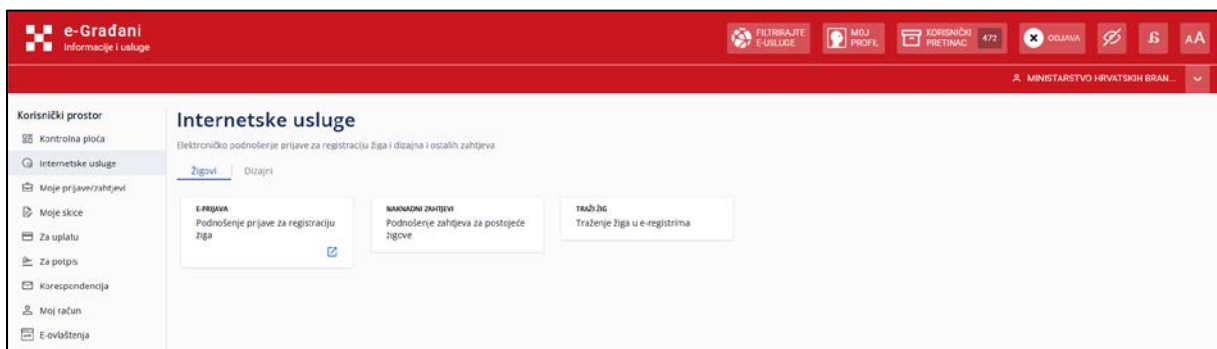 e-Građani
Informacije i usluge
FILTRIRAJTE
E-USLUGE
MOJ
PROFIL
KORISNIČKI
PRETINAC
472
ODJAVA
AA
MINISTARSTVO HRVATSKIH BRAN...
Korisnički prostor
Kontrolna ploča
Internetske usluge
Moje prijave/zahtjevi
Moje skice
Za uplatu
Za potpis
Korespondencija
Moj račun
E-ovlaštenja
Internetske usluge
Elektroničko podnošenje prijave za registraciju žiga i dizajna i ostalih zahtjeva
Žigovi | Dizajni
E-PRIJAVA
Podnošenje prijave za registraciju
žiga
NAKNADNI ZAHTJEVI
Podnošenje zahtjeva za postojeće
žigove
TRAŽI ŽIG
Traženje žiga u e-registrima